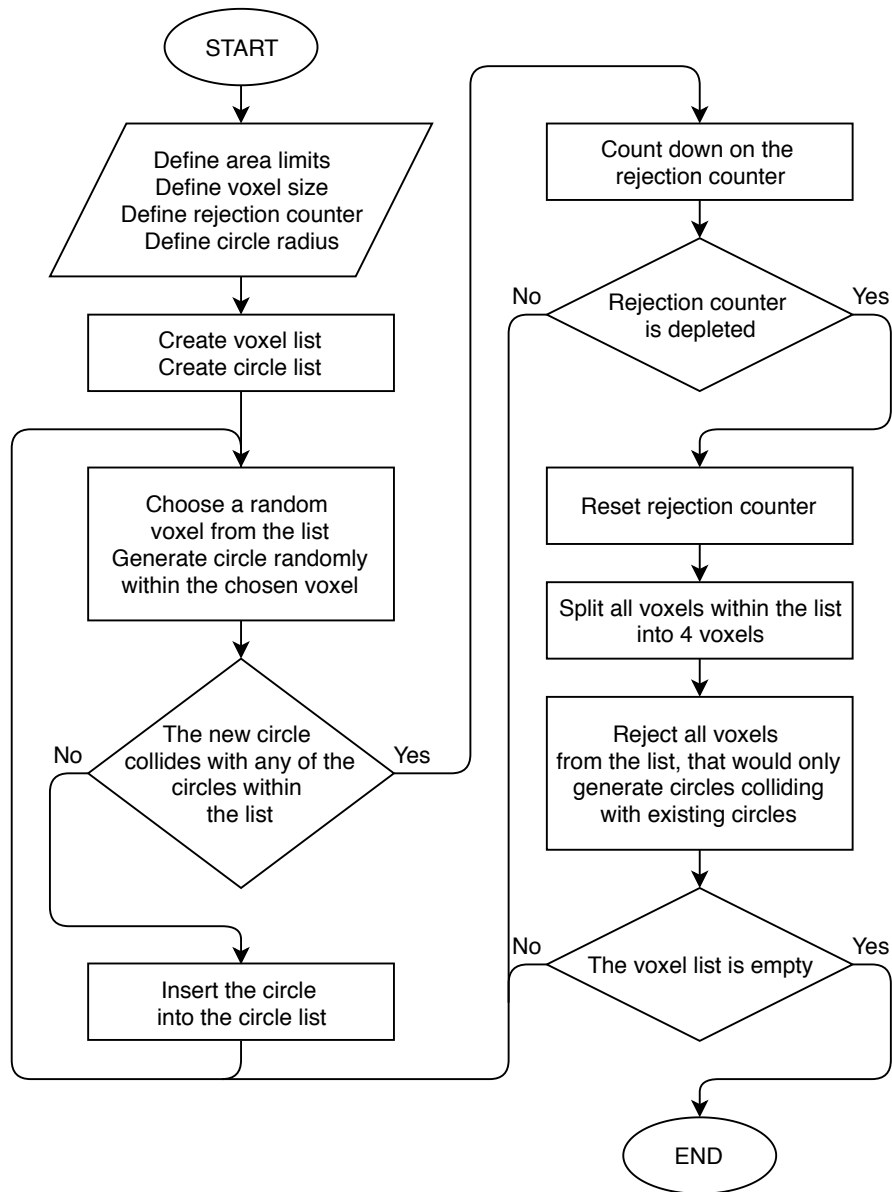 START
Define area limits
Define voxel size
Define rejection counter
Define circle radius
Create voxel list
Create circle list
Choose a random
voxel from the list
Generate circle randomly
within the chosen voxel
No
The new circle
collides with any of the
circles within
the list
Yes
Insert the circle
into the circle list
Count down on the
rejection counter
No
Rejection counter
is depleted
Yes
Reset rejection counter
Split all voxels within the list
into 4 voxels
Reject all voxels
from the list, that would only
generate circles colliding
with existing circles
No
The voxel list is empty
Yes
END